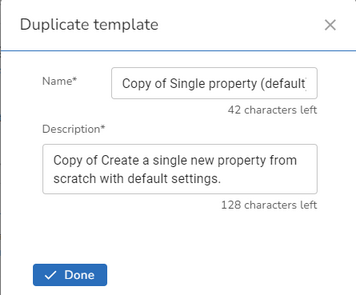 Duplicate template
Name*
Copy of Single property (default
42 characters left
Description*
Copy of Create a single new property from
scratch with default settings.
128 characters left
Done